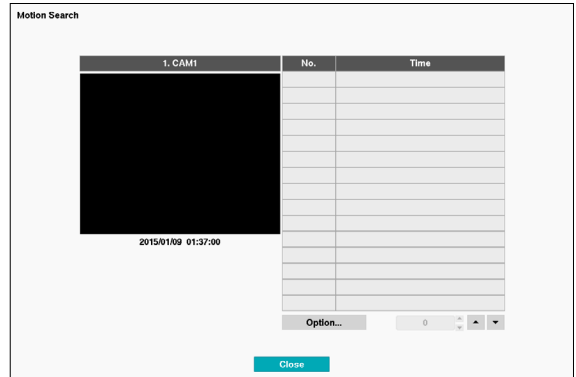 Motion Search
1. CAM1
No.
Time
2015/01/09 01:37:00
Option...
0
Close